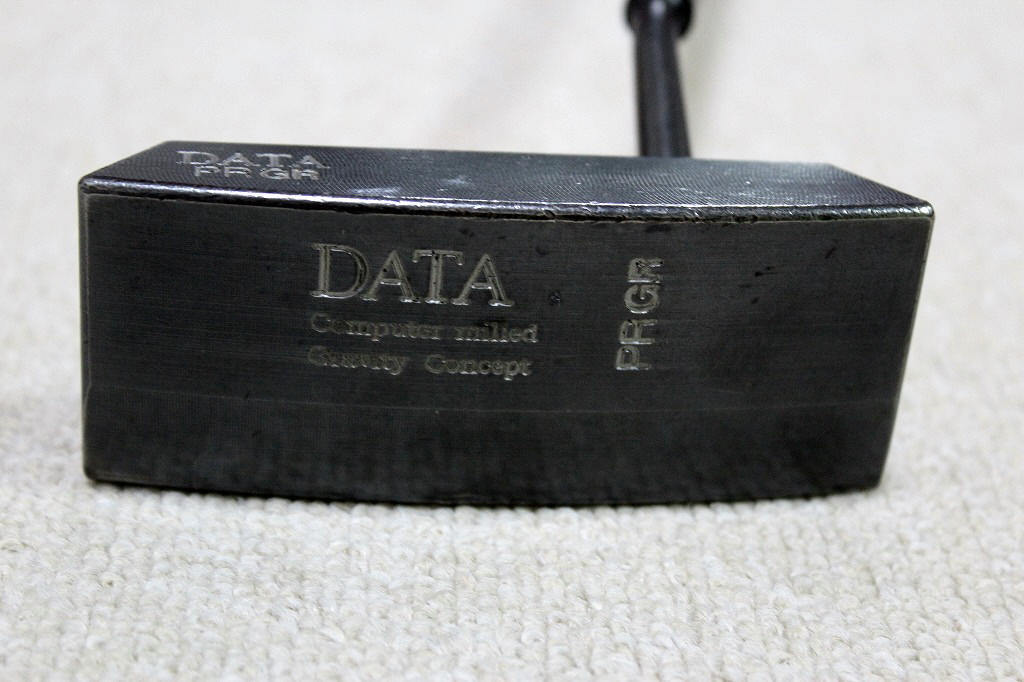 DATA
PRGR
DATA
Computer milled
Gravity Concept
PRGR